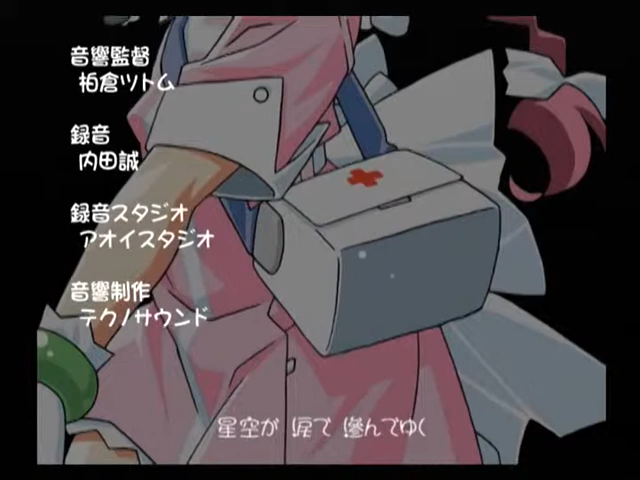 音響監督
柏倉ツトム
録音
内田誠
録音スタジオ
アオイスタジオ
音響制作
テクノサウンド
星空が 涙で 滲んでゆく